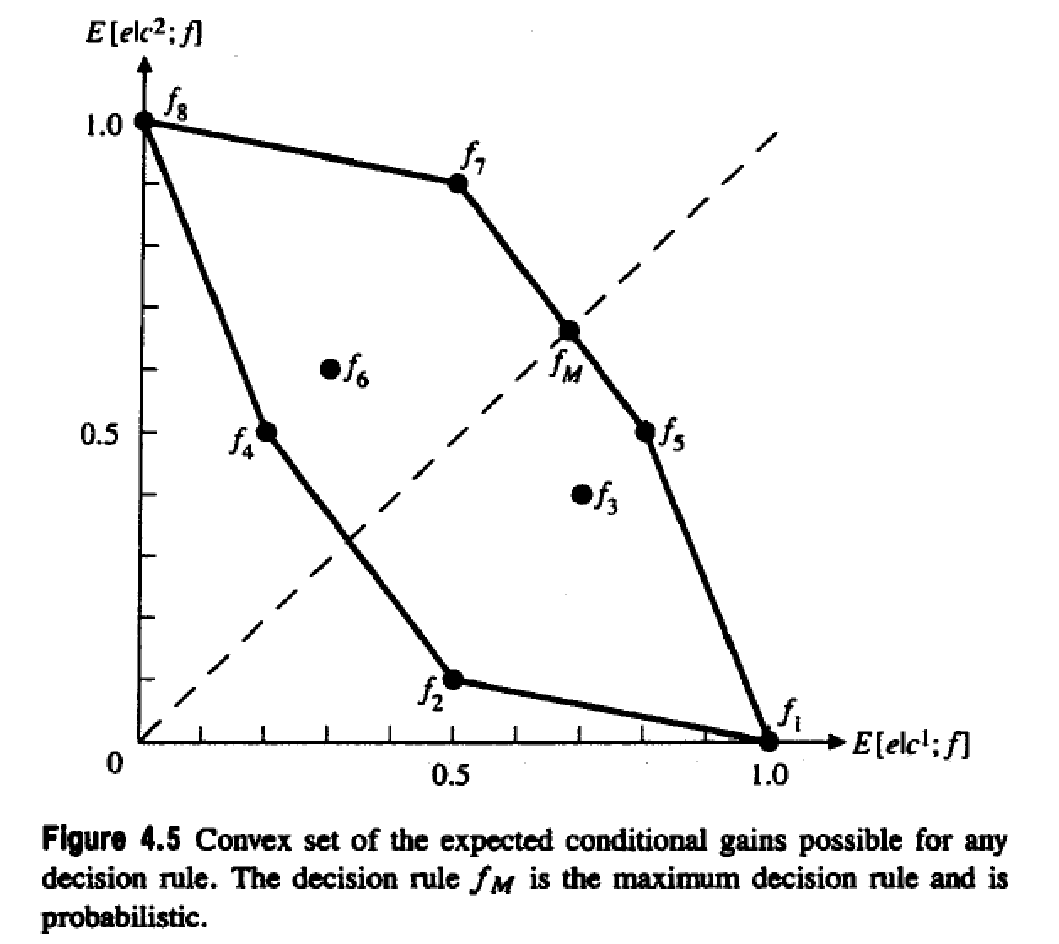 E[e|c²;f]
f₈
1.0
f₇
f₆
f_M
0.5
f₄
f₅
f₃
f₂
f₁
0
0.5
1.0
E[e|c¹;f]
Figure 4.5 Convex set of the expected conditional gains possible for any
decision rule. The decision rule f_M is the maximum decision rule and is
probabilistic.